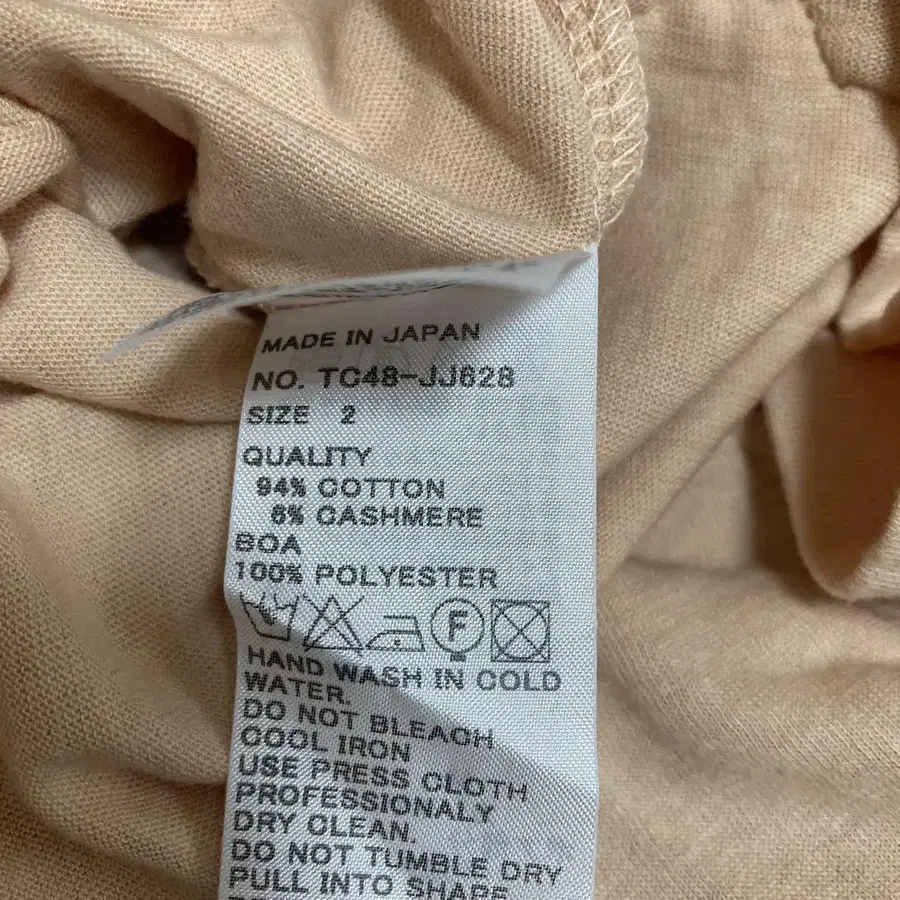 MADE IN JAPAN
NO. TC48-JJ628
SIZE 2
QUALITY
94% COTTON
6% CASHMERE
BOA
100% POLYESTER
F
HAND WASH IN COLD
WATER.
DO NOT BLEACH
COOL IRON
USE PRESS CLOTH
PROFESSIONALY
DRY CLEAN.
DO NOT TUMBLE DRY
PULL INTO SHAPE